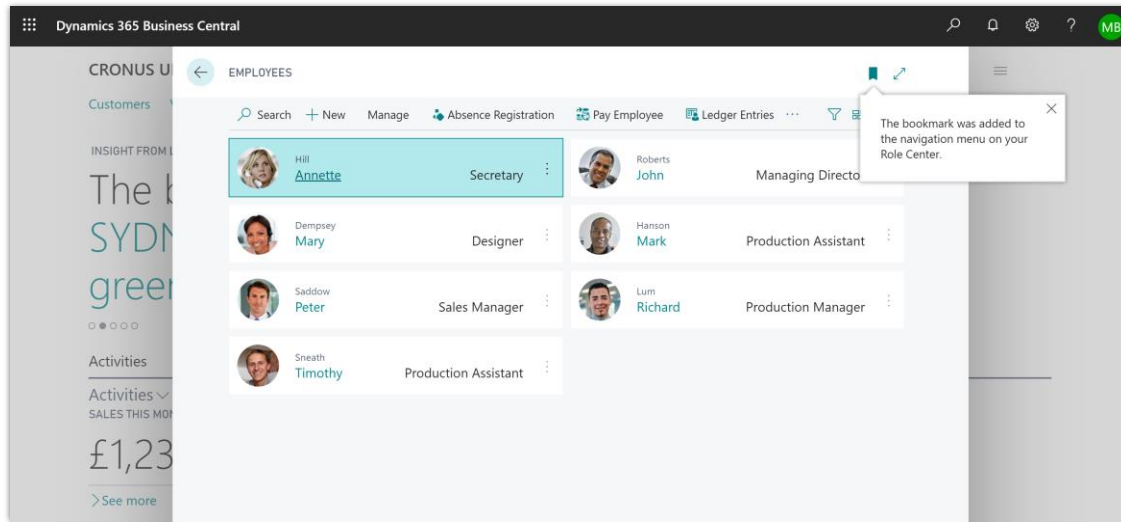 Dynamics 365 Business Central
?
MB
CRONUS U
EMPLOYEES
Customers
Search
New
Manage
Absence Registration
Pay Employee
Ledger Entries
...
The bookmark was added to
the navigation menu on your
Role Center.
INSIGHT FROM
The
SYDN
green
Hill
Annette
Secretary
Roberts
John
Managing Directo
Dempsey
Mary
Designer
Hanson
Mark
Production Assistant
Saddow
Peter
Sales Manager
Lum
Richard
Production Manager
Sneath
Timothy
Production Assistant
Activities
Activities
SALES THIS MON
£1,23
See more